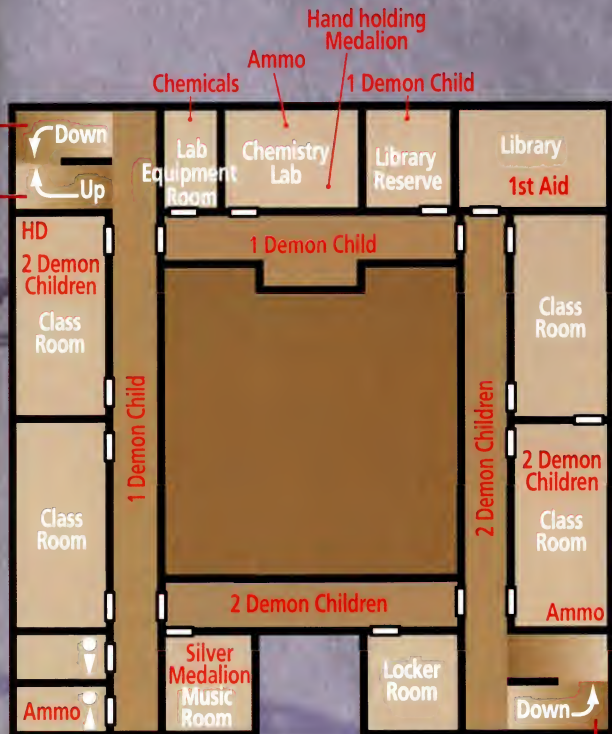 Hand holding
Medalion
Ammo
Chemicals
1 Demon Child
Down
Up
Lab
Equipment
Room
Chemistry
Lab
Library
Reserve
Library
1st Aid
HD
2 Demon
Children
Class
Room
1 Demon Child
Class
Room
1 Demon Child
2 Demon Children
2 Demon
Children
Class
Room
Ammo
Class
Room
2 Demon Children
Silver
Medalion
Music
Room
Locker
Room
Ammo
Down